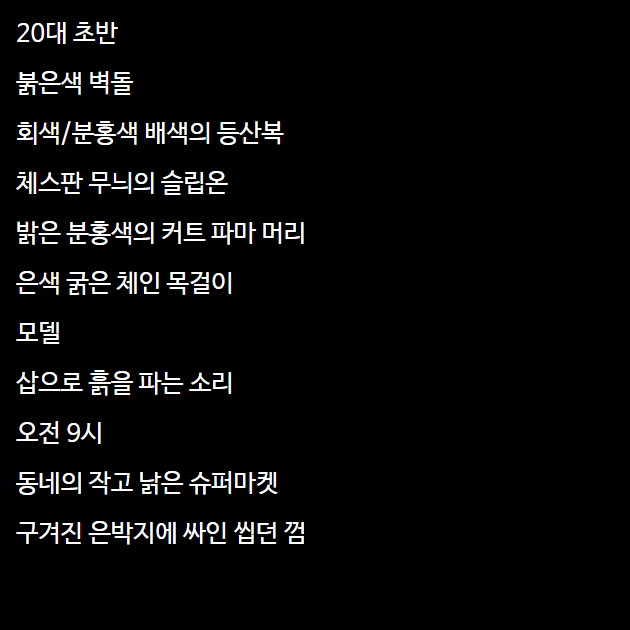 20대 초반
붉은색 벽돌
회색/분홍색 배색의 등산복
체스판 무늬의 슬립온
밝은 분홍색의 커트 파마 머리
은색 굵은 체인 목걸이
모델
삽으로 흙을 파는 소리
오전 9시
동네의 작고 낡은 슈퍼마켓
구겨진 은박지에 싸인 씹던 껌